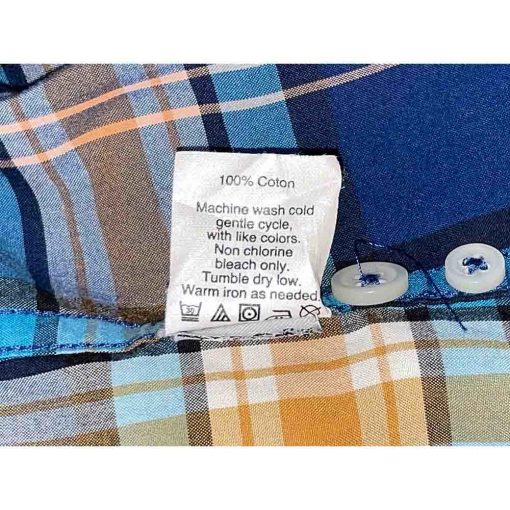 100% Coton
Machine wash cold
gentle cycle,
with like colors.
Non chlorine
bleach only.
Tumble dry low.
Warm iron as needed
30